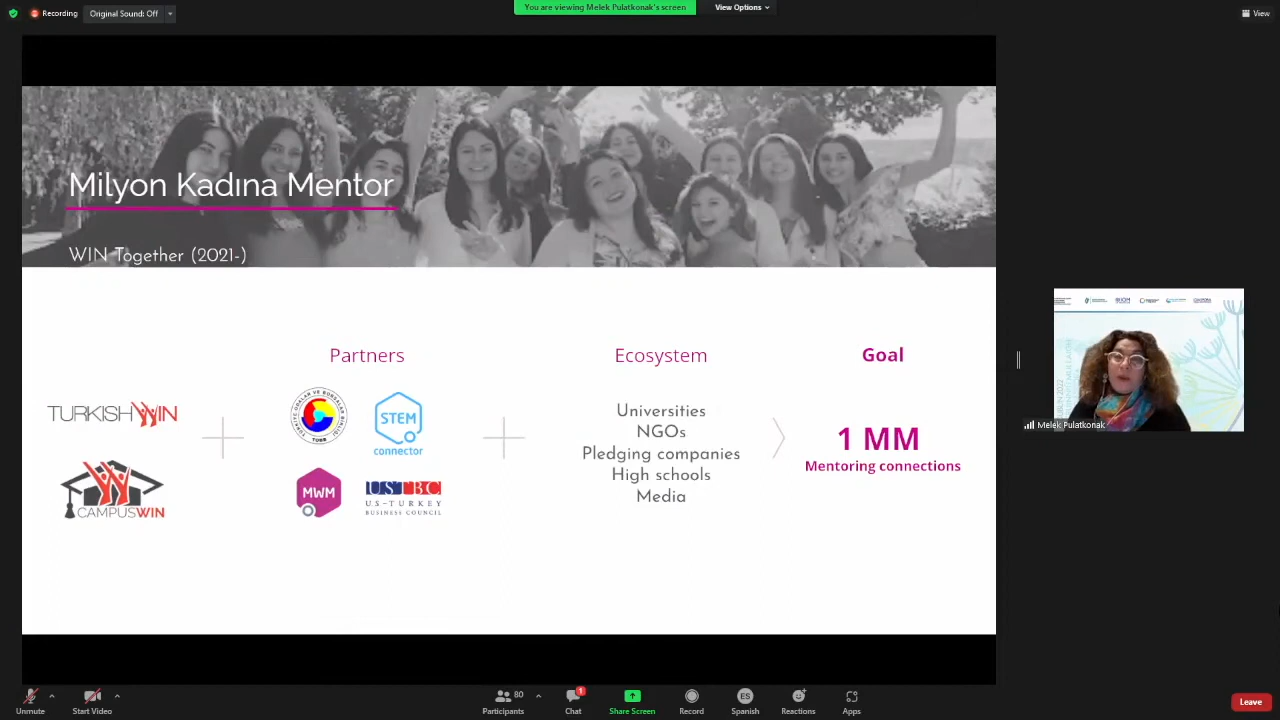 Recording
Original Sound: Off
You are viewing Melek Pulatkonak's screen
View Options
View
Milyon Kadına Mentor
WIN Together (2021-)
Partners
Ecosystem
Goal
TURKISHWIN
CAMPUSWIN
TOBB
STEM
connector
MWM
USTBC
US-TURKEY
BUSINESS COUNCIL
Universities
NGOs
Pledging companies
High schools
Media
1 MM
Mentoring connections
Melek Pulatkonak
Unmute
Start Video
80
Participants
1
Chat
Share Screen
Record
ES
Spanish
Reactions
Apps
Leave